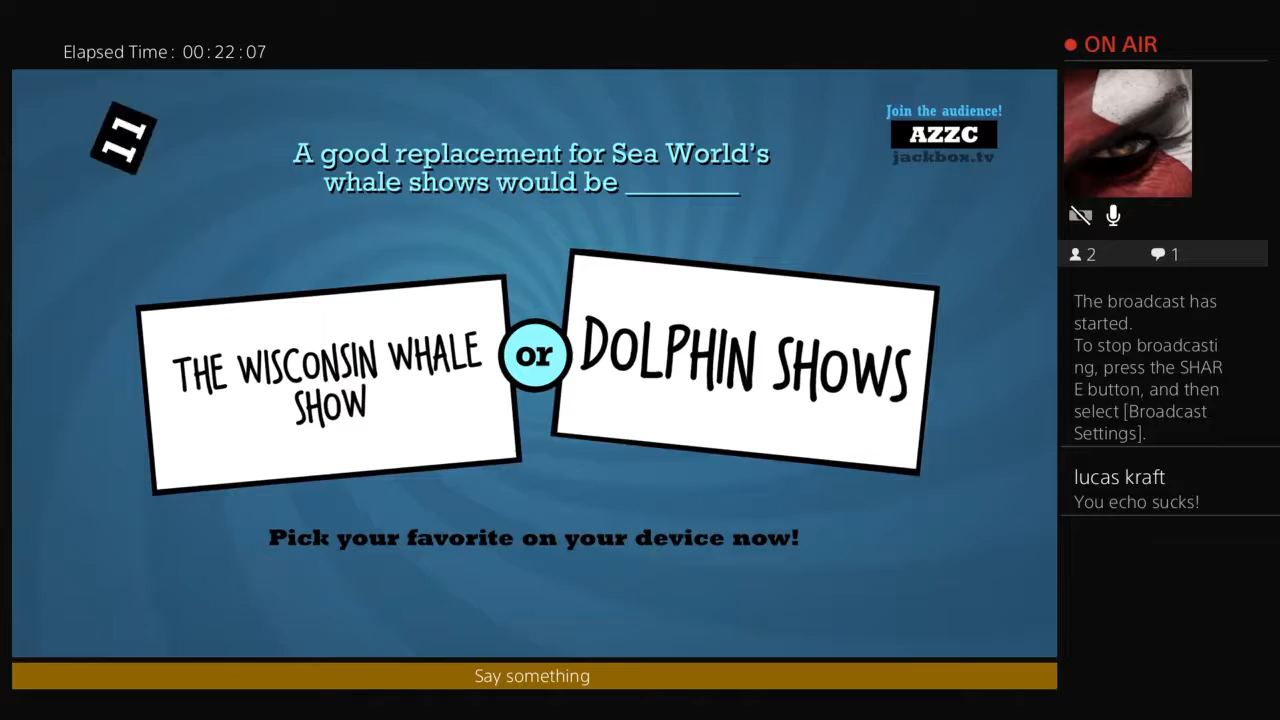 Elapsed Time: 00:22:07
ON AIR
11
Join the audience!
AZZC
jackbox.tv
A good replacement for Sea World's
whale shows would be ________
THE WISCONSIN WHALE
SHOW
or
DOLPHIN SHOWS
Pick your favorite on your device now!
Say something
2
1
The broadcast has
started.
To stop broadcasti
ng, press the SHAR
E button, and then
select [Broadcast
Settings].
lucas kraft
You echo sucks!